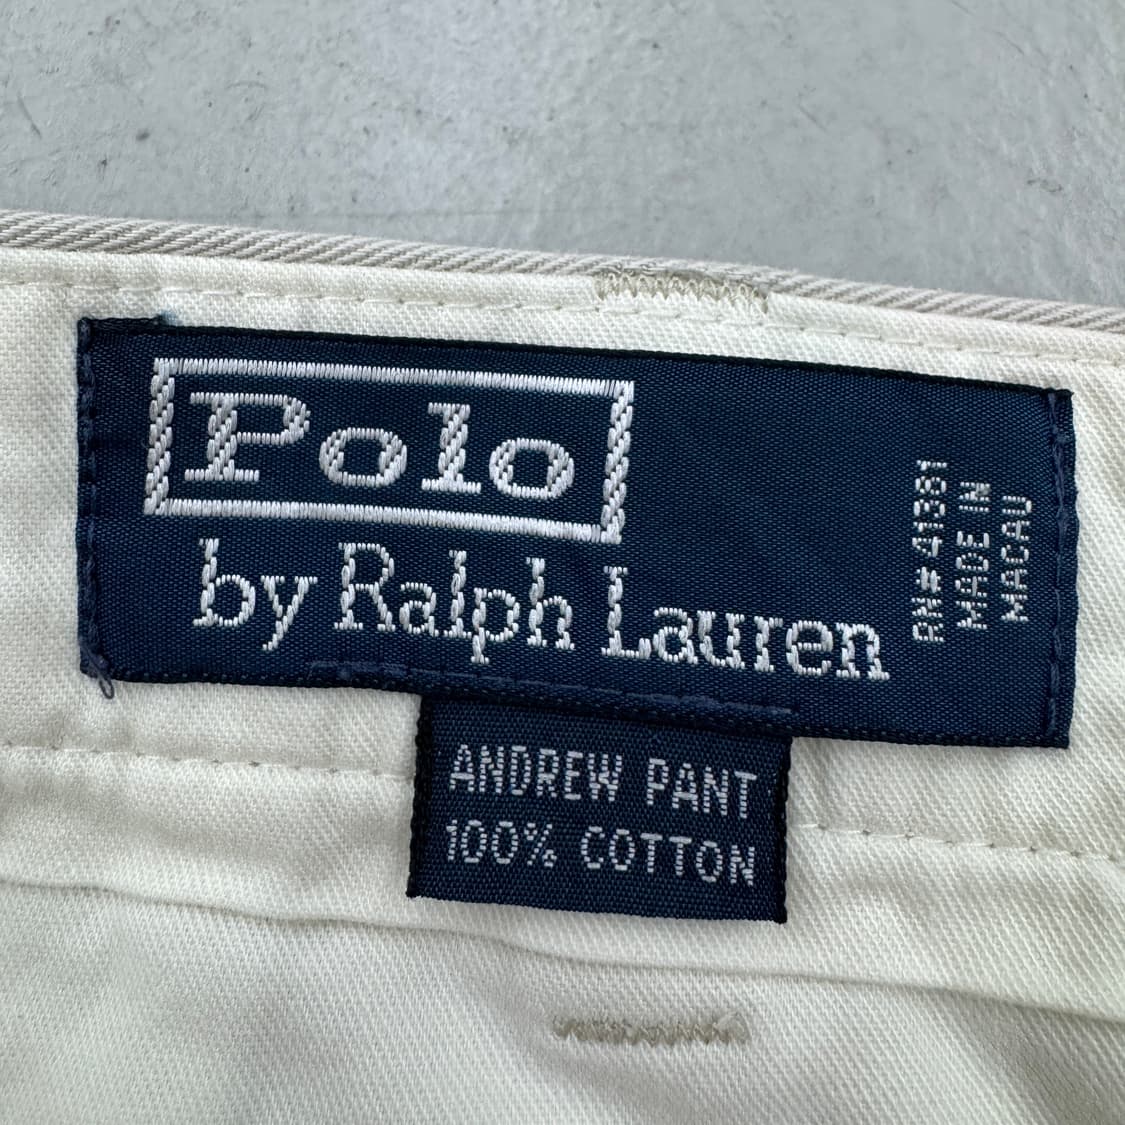 Polo
by Ralph Lauren
RN# 41381
MADE IN
MACAU
ANDREW PANT
100% COTTON